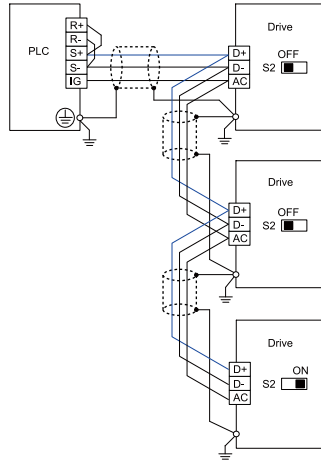 PLC
R+
R-
S+
S-
IG
Drive
D+
D-
AC
OFF
S2
Drive
D+
D-
AC
OFF
S2
Drive
D+
D-
AC
ON
S2